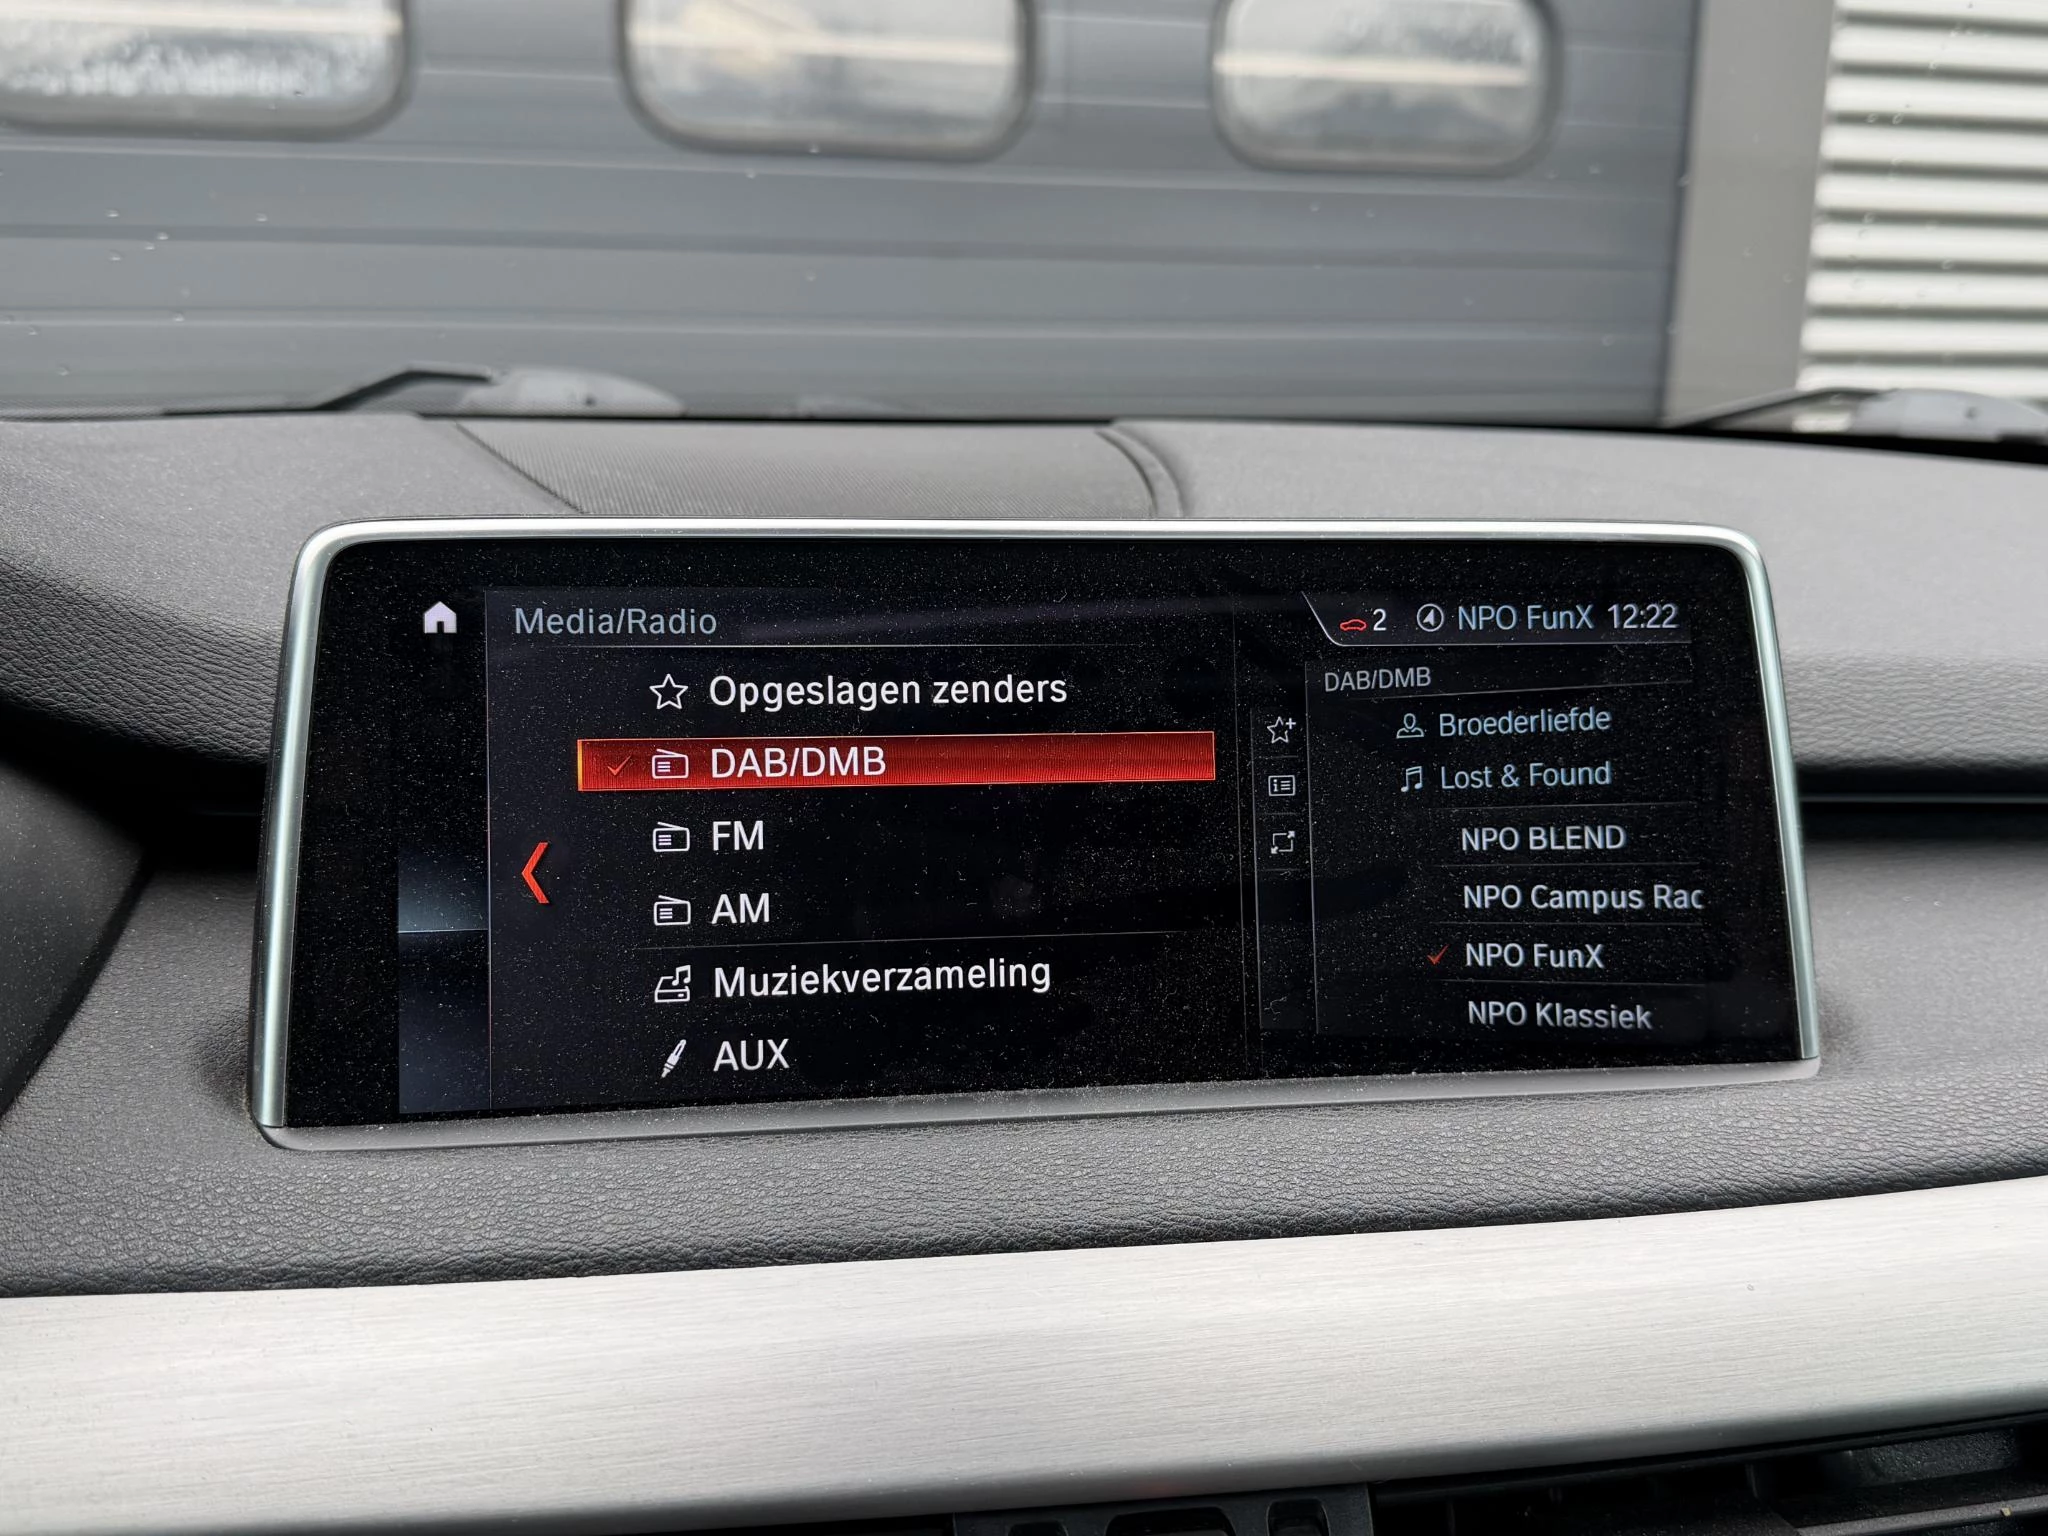 Media/Radio
2 NPO FunX 12:22
Opgeslagen zenders
DAB/DMB
FM
AM
Muziekverzameling
AUX
DAB/DMB
Broederliefde
Lost & Found
NPO BLEND
NPO Campus Rac
NPO FunX
NPO Klassiek